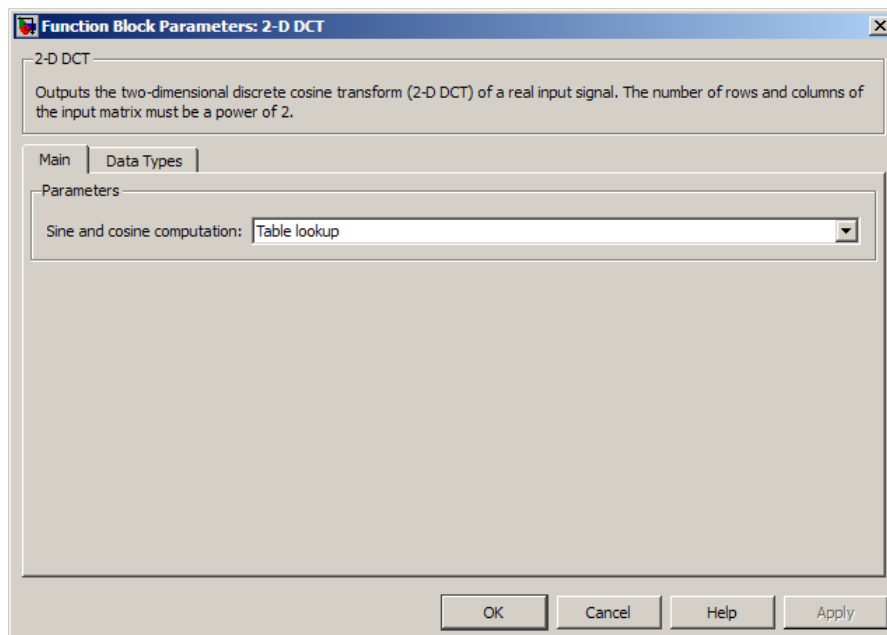 Function Block Parameters: 2-D DCT
2-D DCT
Outputs the two-dimensional discrete cosine transform (2-D DCT) of a real input signal. The number of rows and columns of
the input matrix must be a power of 2.
Main Data Types
Parameters
Sine and cosine computation: Table lookup
OK Cancel Help Apply